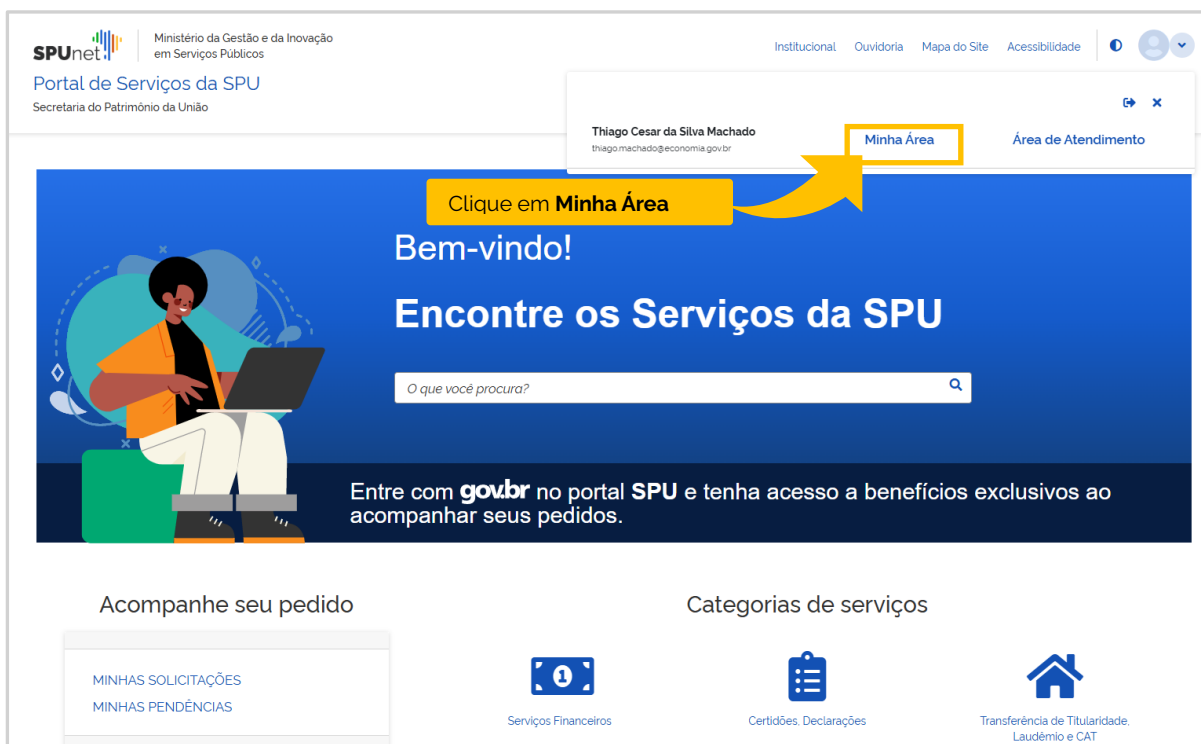 SPUnet
Ministério da Gestão e da Inovação
em Serviços Públicos
Institucional Ouvidoria Mapa do Site Acessibilidade
Portal de Serviços da SPU
Secretaria do Patrimônio da União
Thiago Cesar da Silva Machado
thiago.machado@economia.gov.br
Minha Área
Área de Atendimento
Clique em Minha Área
Bem-vindo!
Encontre os Serviços da SPU
O que você procura?
Entre com gov.br no portal SPU e tenha acesso a benefícios exclusivos ao
acompanhar seus pedidos.
Acompanhe seu pedido
MINHAS SOLICITAÇÕES
MINHAS PENDÊNCIAS
Categorias de serviços
1
Serviços Financeiros
Certidões, Declarações
Transferência de Titularidade,
Laudêmio e CAT